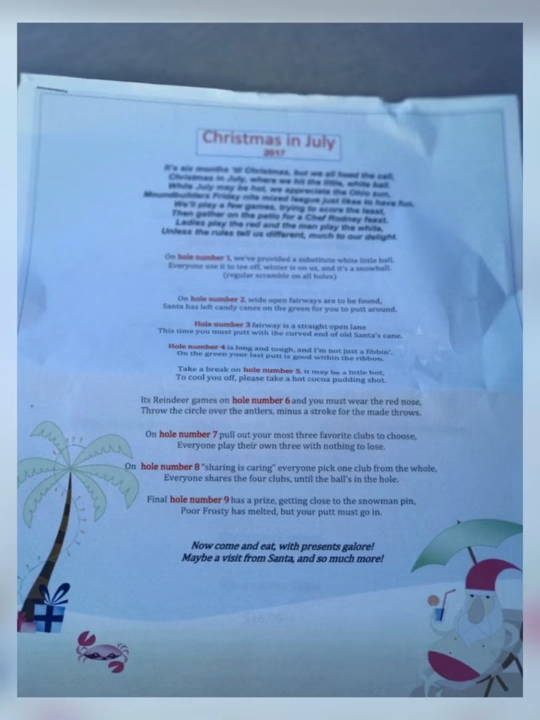 Christmas in July
2017
It's six months 'til Christmas, but we all heed the call,
Christmas in July, where we hit the little, white ball.
While July may be hot, we appreciate the Ohio sun,
Moundbuilders Friday nite mixed league just likes to have fun.
We'll play a few games, trying to score the least,
Then gather on the patio for a Chef Rodney feast.
Ladies play the red and the men play the white,
Unless the rules tell us different, much to our delight.
On hole number 1, we've provided a substitute white little ball.
Everyone use it to tee off, winter is on us, and it's a snowball.
(regular scramble on all holes)
On hole number 2, wide open fairways are to be found,
Santa has left candy canes on the green for you to putt around.
Hole number 3 fairway is a straight open lane
This time you must putt with the curved end of old Santa's cane.
Hole number 4 is long and tough, and I'm not just a fibbin',
On the green your last putt is good within the ribbon.
Take a break on hole number 5, it may be a little hot,
To cool you off, please take a hot cocoa pudding shot.
Its Reindeer games on hole number 6 and you must wear the red nose,
Throw the circle over the antlers, minus a stroke for the made throws.
On hole number 7 pull out your most three favorite clubs to choose,
Everyone play their own three with nothing to lose.
On hole number 8 "sharing is caring" everyone pick one club from the whole,
Everyone shares the four clubs, until the ball's in the hole.
Final hole number 9 has a prize, getting close to the snowman pin,
Poor Frosty has melted, but your putt must go in.
Now come and eat, with presents galore!
Maybe a visit from Santa, and so much more!